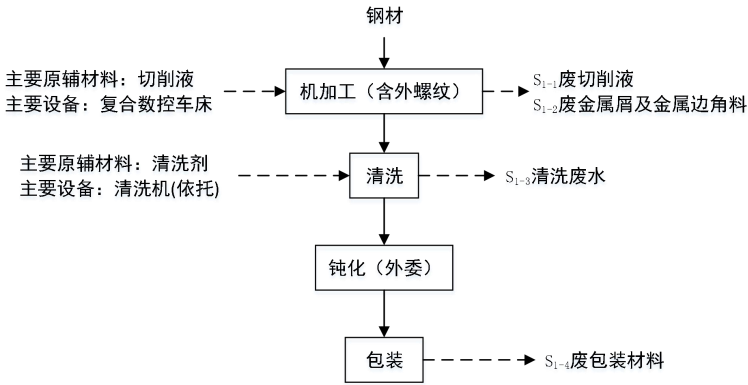 钢材
主要原辅材料：切削液
主要设备：复合数控车床
机加工（含外螺纹）
S₁₋₁废切削液
S₁₋₂废金属屑及金属边角料
主要原辅材料：清洗剂
主要设备：清洗机(依托)
清洗
S₁₋₃清洗废水
钝化（外委）
包装
S₁₋₄废包装材料